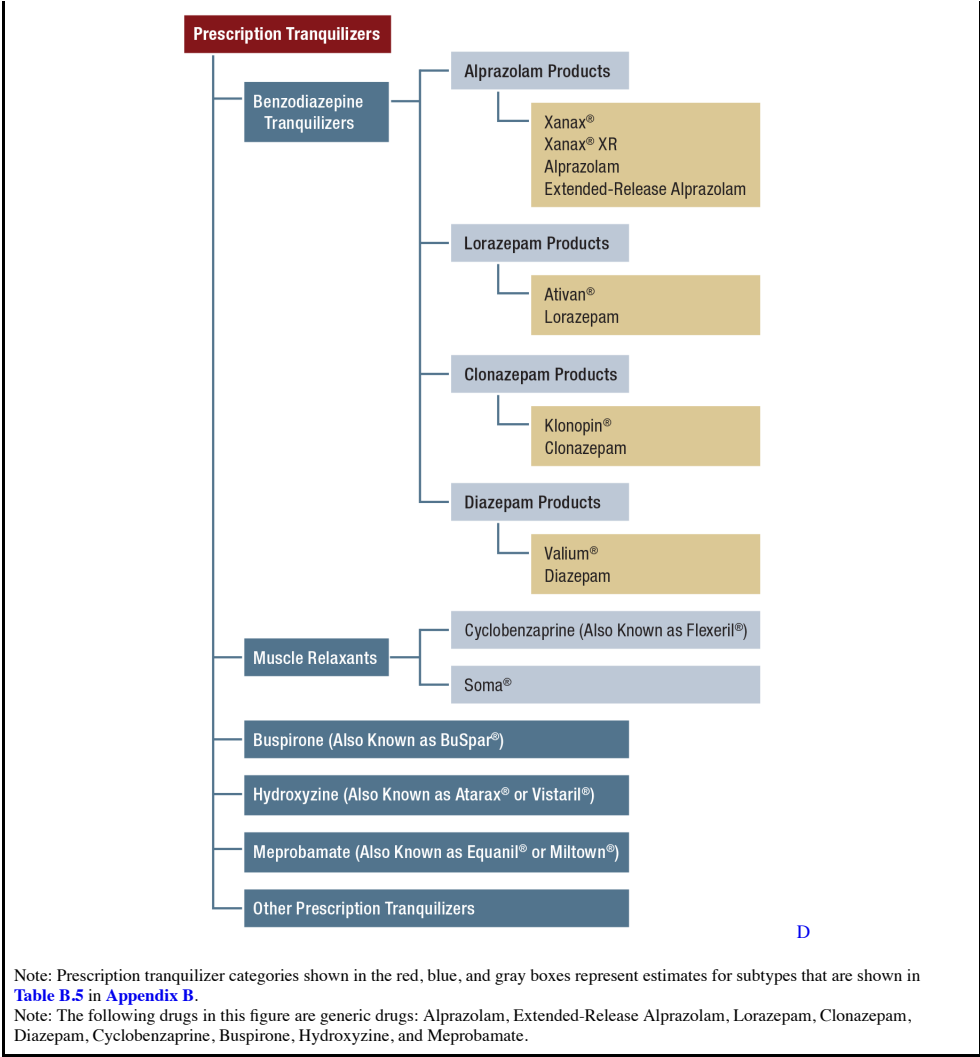 Prescription Tranquilizers
Benzodiazepine
Tranquilizers
Alprazolam Products
Xanax®
Xanax® XR
Alprazolam
Extended-Release Alprazolam
Lorazepam Products
Ativan®
Lorazepam
Clonazepam Products
Klonopin®
Clonazepam
Diazepam Products
Valium®
Diazepam
Muscle Relaxants
Cyclobenzaprine (Also Known as Flexeril®)
Soma®
Buspirone (Also Known as BuSpar®)
Hydroxyzine (Also Known as Atarax® or Vistaril®)
Meprobamate (Also Known as Equanil® or Miltown®)
Other Prescription Tranquilizers
D
Note: Prescription tranquilizer categories shown in the red, blue, and gray boxes represent estimates for subtypes that are shown in
Table B.5 in Appendix B.
Note: The following drugs in this figure are generic drugs: Alprazolam, Extended-Release Alprazolam, Lorazepam, Clonazepam,
Diazepam, Cyclobenzaprine, Buspirone, Hydroxyzine, and Meprobamate.